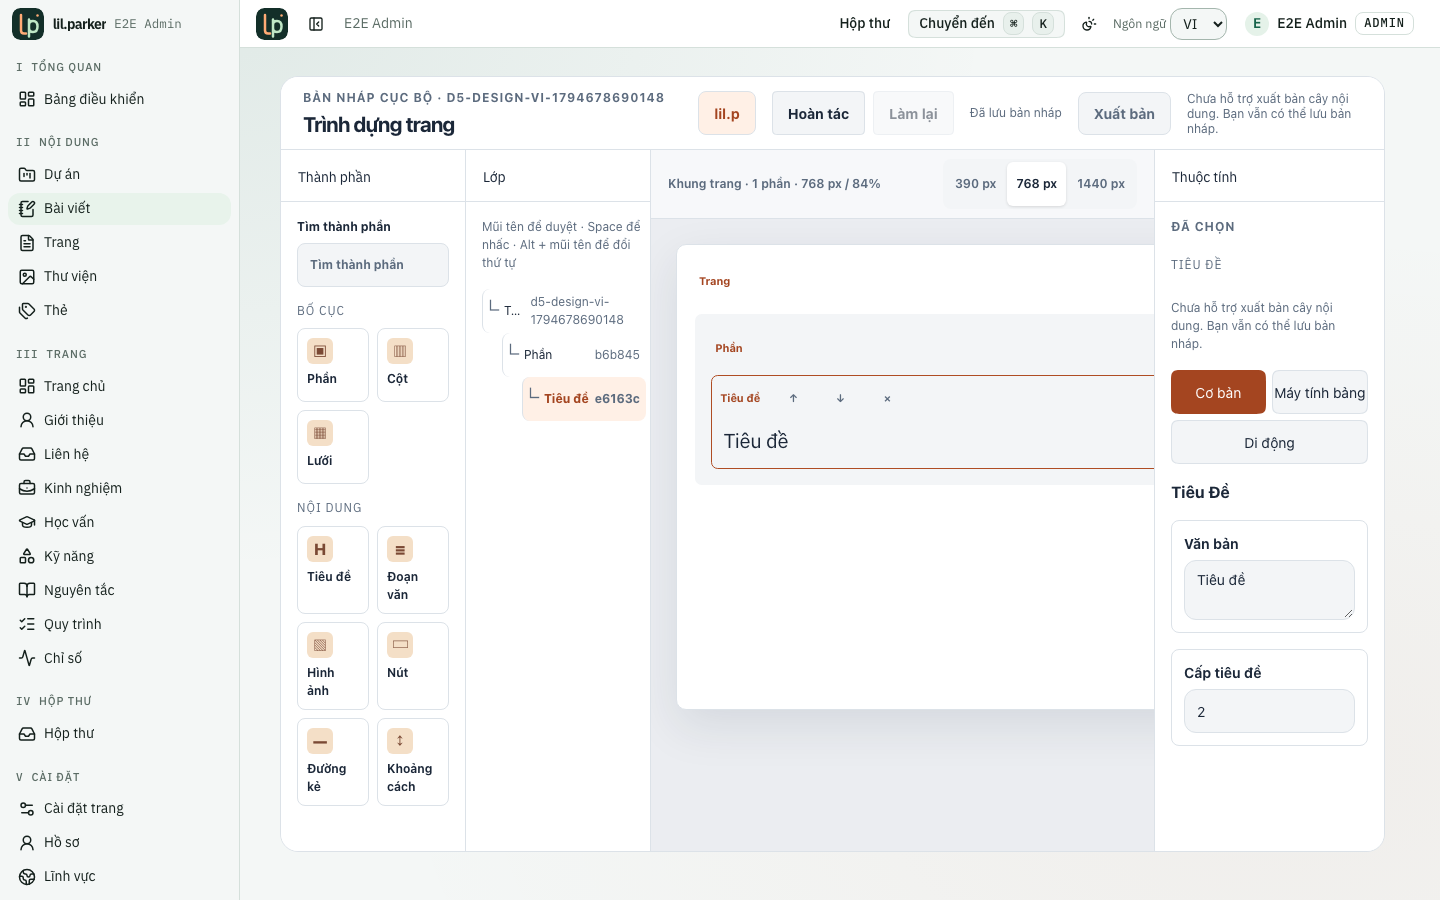 lil.parker E2E Admin
I TỔNG QUAN
Bảng điều khiển
II NỘI DUNG
Dự án
Bài viết
Trang
Thư viện
Thẻ
III TRANG
Trang chủ
Giới thiệu
Liên hệ
Kinh nghiệm
Học vấn
Kỹ năng
Nguyên tắc
Quy trình
Chỉ số
IV HỘP THƯ
Hộp thư
V CÀI ĐẶT
Cài đặt trang
Hồ sơ
Lĩnh vực
lp E2E Admin
Hộp thư
Chuyển đến ⌘ K
Ngôn ngữ VI
E E2E Admin ADMIN
BẢN NHÁP CỤC BỘ · D5-DESIGN-VI-1794678690148
Trình dựng trang
lil.p
Hoàn tác
Làm lại
Đã lưu bản nháp
Xuất bản
Chưa hỗ trợ xuất bản cây nội
dung. Bạn vẫn có thể lưu bản
nháp.
Thành phần
Tìm thành phần
Tìm thành phần
BỐ CỤC
Phần
Cột
Lưới
NỘI DUNG
H
Tiêu đề
Đoạn
văn
Hình
ảnh
Nút
Đường
kẻ
Khoảng
cách
Lớp
Mũi tên để duyệt · Space để
nhấc · Alt + mũi tên để đổi
thứ tự
T... d5-design-vi-
1794678690148
Phần b6b845
Tiêu đề e6163c
Khung trang · 1 phần · 768 px / 84%
390 px
768 px
1440 px
Trang
Phần
Tiêu đề ↑ ↓ ×
Tiêu đề
Thuộc tính
ĐÃ CHỌN
TIÊU ĐỀ
Chưa hỗ trợ xuất bản cây nội
dung. Bạn vẫn có thể lưu bản
nháp.
Cơ bản
Máy tính bảng
Di động
Tiêu Đề
Văn bản
Tiêu đề
Cấp tiêu đề
2